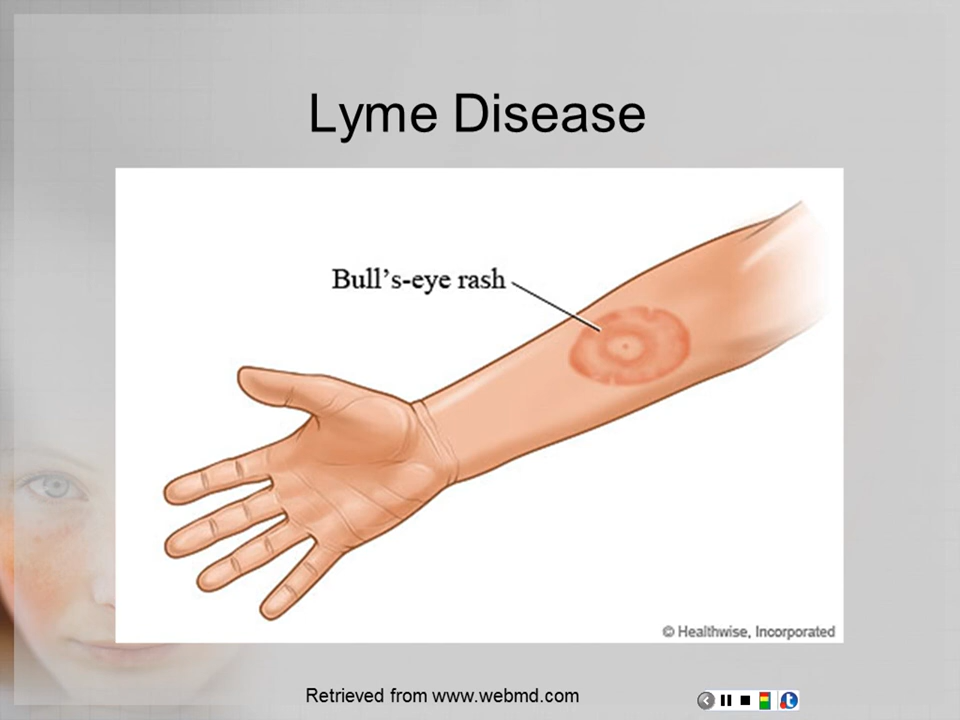 Lyme Disease
Bull's-eye rash
© Healthwise, Incorporated
Retrieved from www.webmd.com